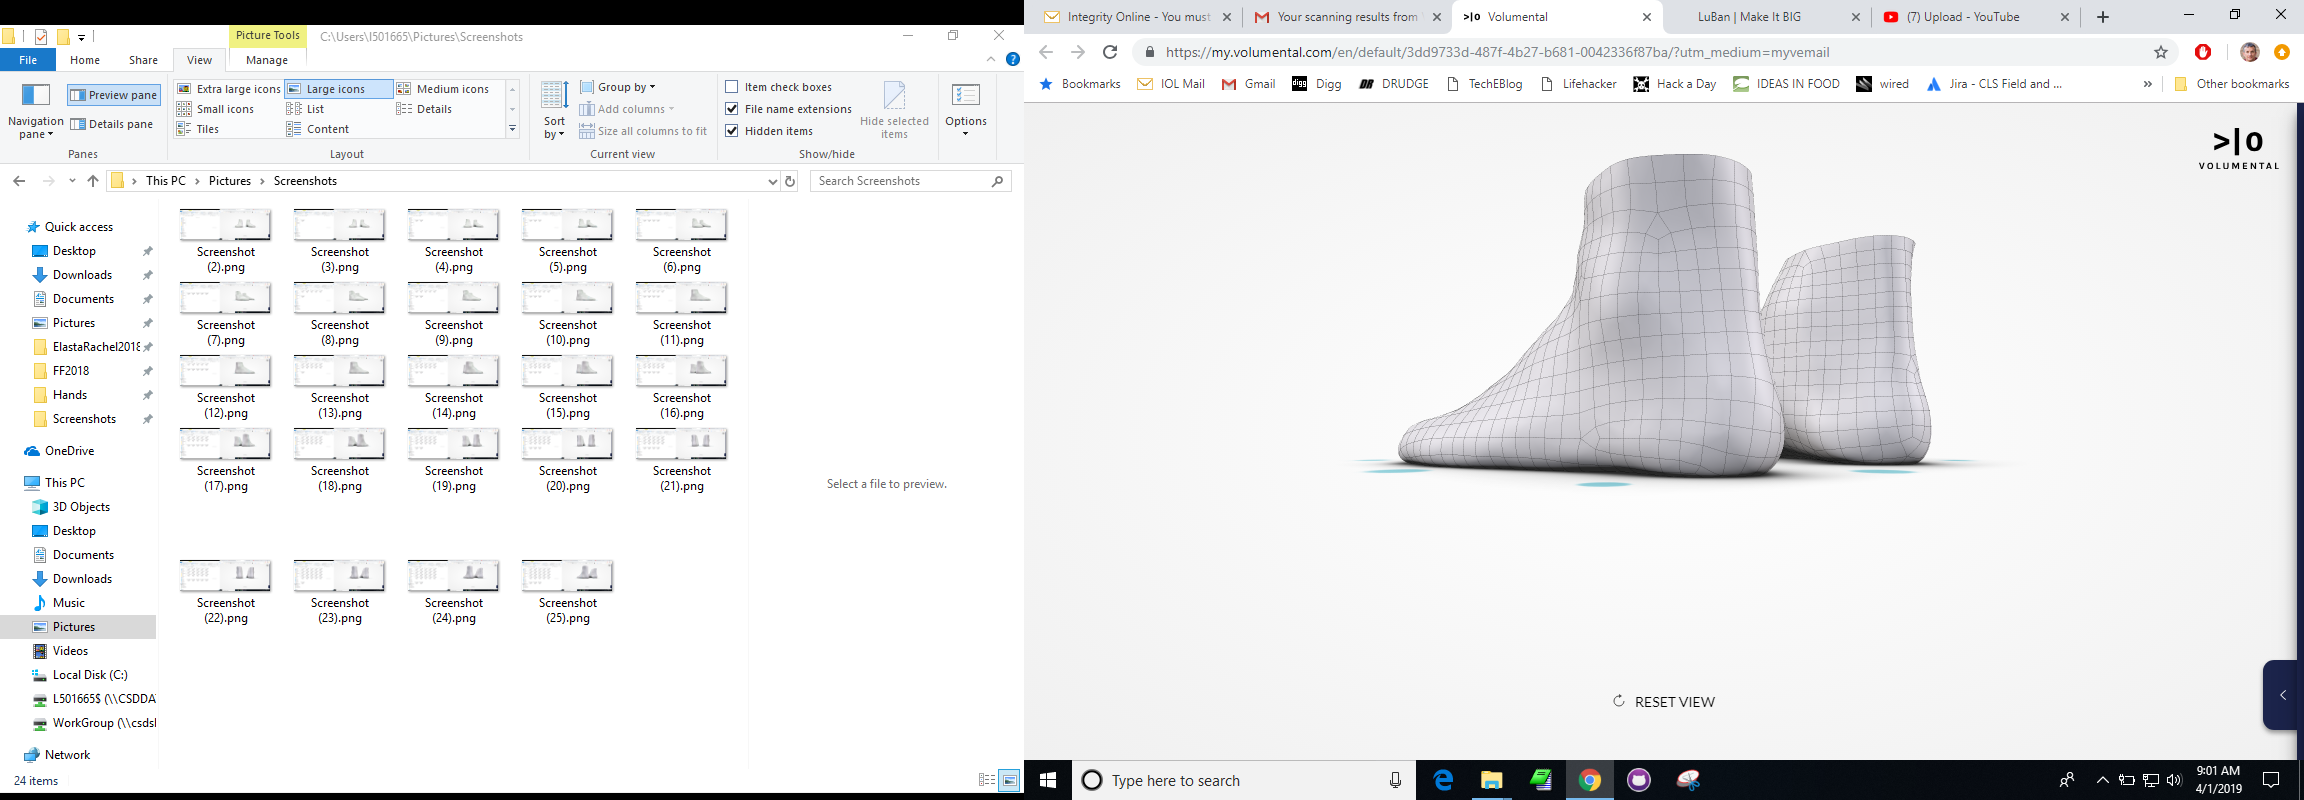 Picture Tools
C:\Users\I501665\Pictures\Screenshots
File
Home
Share
View
Manage
Navigation pane
Preview pane
Details pane
Panes
Extra large icons
Large icons
Medium icons
Small icons
List
Details
Tiles
Content
Layout
Sort by
Group by
Add columns
Size all columns to fit
Current view
Item check boxes
File name extensions
Hidden items
Hide selected items
Show/hide
Options
This PC
Pictures
Screenshots
Search Screenshots
Quick access
Desktop
Downloads
Documents
Pictures
ElastaRachel2018
FF2018
Hands
Screenshots
OneDrive
This PC
3D Objects
Desktop
Documents
Downloads
Music
Pictures
Videos
Local Disk (C:)
L501665$ (\\CSDDA
WorkGroup (\\csdsl
Network
Screenshot (2).png
Screenshot (3).png
Screenshot (4).png
Screenshot (5).png
Screenshot (6).png
Screenshot (7).png
Screenshot (8).png
Screenshot (9).png
Screenshot (10).png
Screenshot (11).png
Screenshot (12).png
Screenshot (13).png
Screenshot (14).png
Screenshot (15).png
Screenshot (16).png
Screenshot (17).png
Screenshot (18).png
Screenshot (19).png
Screenshot (20).png
Screenshot (21).png
Screenshot (22).png
Screenshot (23).png
Screenshot (24).png
Screenshot (25).png
Select a file to preview.
24 items
Integrity Online - You must
Your scanning results from
>|o Volumental
LuBan | Make It BIG
(7) Upload - YouTube
https://my.volumental.com/en/default/3dd9733d-487f-4b27-b681-0042336f87ba/?utm_medium=myvemail
Bookmarks
IOL Mail
Gmail
digg Digg
DR DRUDGE
TechEBlog
Lifehacker
Hack a Day
IDEAS IN FOOD
wired
Jira - CLS Field and ...
»
Other bookmarks
>|o
VOLUMENTAL
RESET VIEW
Type here to search
9:01 AM
4/1/2019